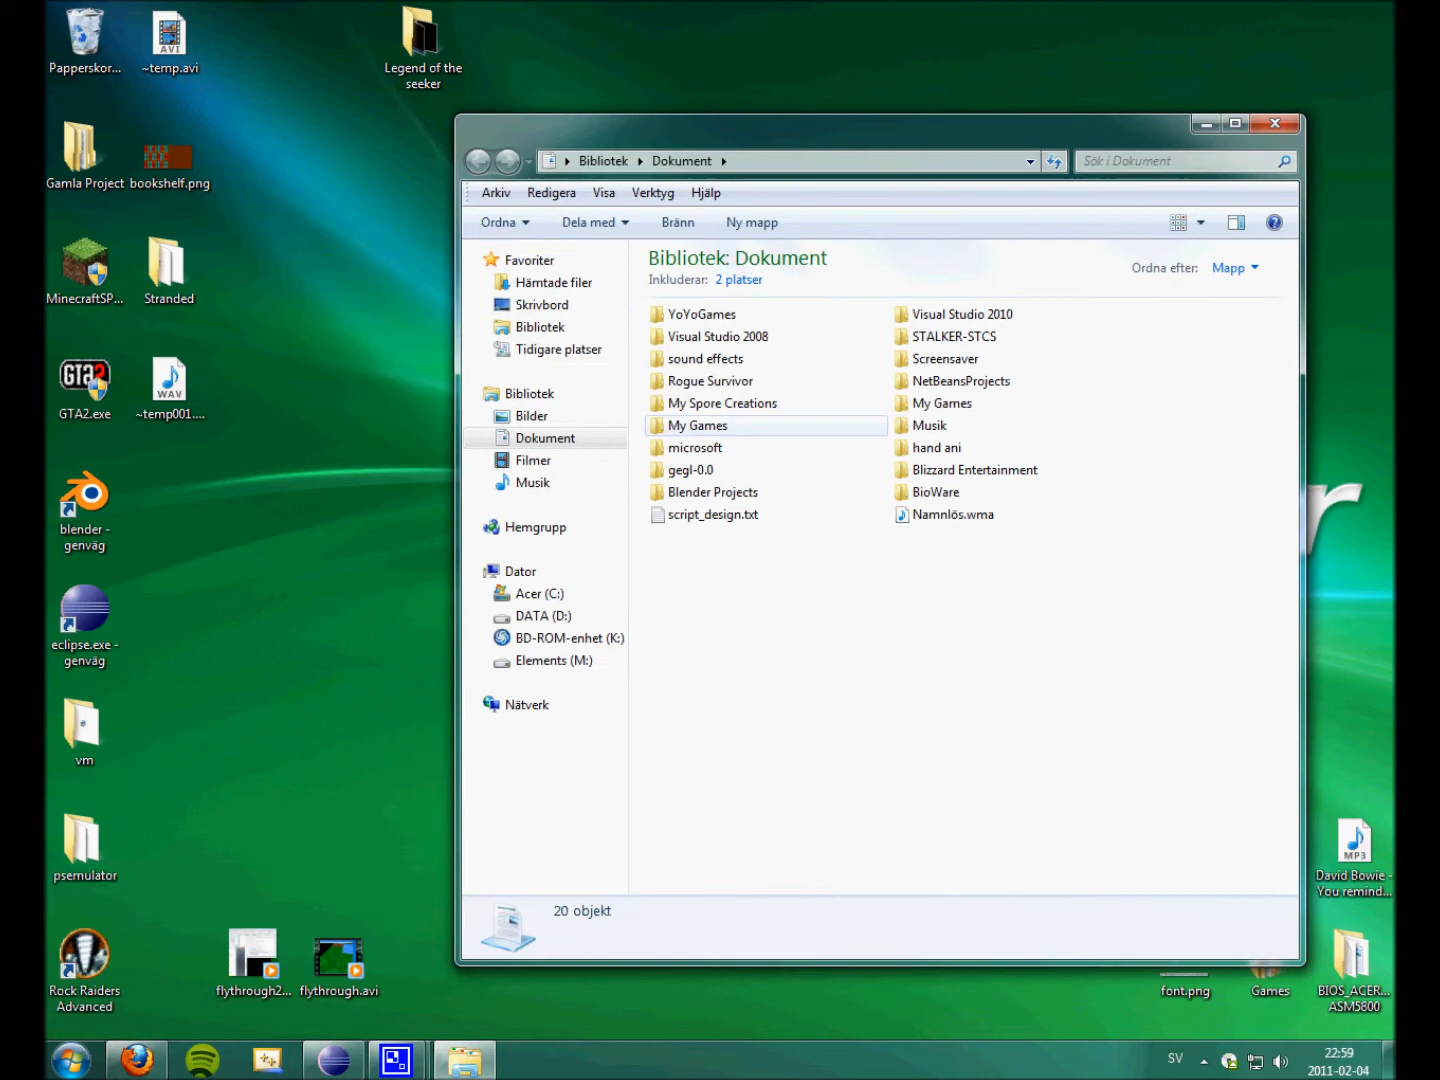 Papperskor...
~temp.avi
Legend of the
seeker
Gamla Project
bookshelf.png
MinecraftSP...
Stranded
GTA2.exe
~temp001....
blender -
genväg
eclipse.exe -
genväg
vm
psemulator
Rock Raiders
Advanced
flythrough2...
flythrough.avi
Bibliotek
Dokument
Sök i Dokument
Arkiv
Redigera
Visa
Verktyg
Hjälp
Ordna
Dela med
Bränn
Ny mapp
Favoriter
Hämtade filer
Skrivbord
Bibliotek
Tidigare platser
Bibliotek
Bilder
Dokument
Filmer
Musik
Hemgrupp
Dator
Acer (C:)
DATA (D:)
BD-ROM-enhet (K:)
Elements (M:)
Nätverk
Bibliotek: Dokument
Inkluderar: 2 platser
Ordna efter: Mapp
YoYoGames
Visual Studio 2008
sound effects
Rogue Survivor
My Spore Creations
My Games
microsoft
gegl-0.0
Blender Projects
script_design.txt
Visual Studio 2010
STALKER-STCS
Screensaver
NetBeansProjects
My Games
Musik
hand ani
Blizzard Entertainment
BioWare
Namnlös.wma
20 objekt
r
MP3
David Bowie -
You remind...
font.png
Games
BIOS_ACER...
ASM5800
AVI
WAV
GTA2
SV
22:59
2011-02-04